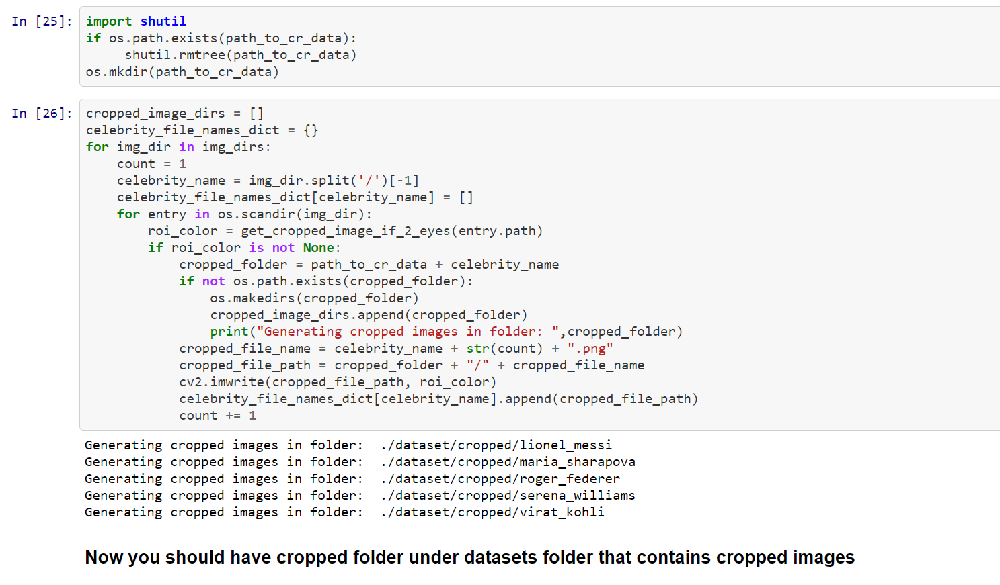 In [25]: import shutil
if os.path.exists(path_to_cr_data):
     shutil.rmtree(path_to_cr_data)
os.mkdir(path_to_cr_data)
In [26]: cropped_image_dirs = []
celebrity_file_names_dict = {}
for img_dir in img_dirs:
    count = 1
    celebrity_name = img_dir.split('/')[-1]
    celebrity_file_names_dict[celebrity_name] = []
    for entry in os.scandir(img_dir):
        roi_color = get_cropped_image_if_2_eyes(entry.path)
        if roi_color is not None:
            cropped_folder = path_to_cr_data + celebrity_name
            if not os.path.exists(cropped_folder):
                os.makedirs(cropped_folder)
                cropped_image_dirs.append(cropped_folder)
                print("Generating cropped images in folder: ",cropped_folder)
            cropped_file_name = celebrity_name + str(count) + ".png"
            cropped_file_path = cropped_folder + "/" + cropped_file_name
            cv2.imwrite(cropped_file_path, roi_color)
            celebrity_file_names_dict[celebrity_name].append(cropped_file_path)
            count += 1
Generating cropped images in folder:  ./dataset/cropped/lionel_messi
Generating cropped images in folder:  ./dataset/cropped/maria_sharapova
Generating cropped images in folder:  ./dataset/cropped/roger_federer
Generating cropped images in folder:  ./dataset/cropped/serena_williams
Generating cropped images in folder:  ./dataset/cropped/virat_kohli
Now you should have cropped folder under datasets folder that contains cropped images